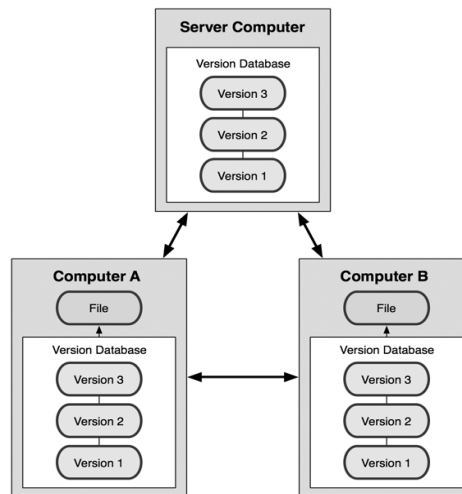 Server Computer
Version Database
Version 3
Version 2
Version 1
Computer A
File
Version Database
Version 3
Version 2
Version 1
Computer B
File
Version Database
Version 3
Version 2
Version 1